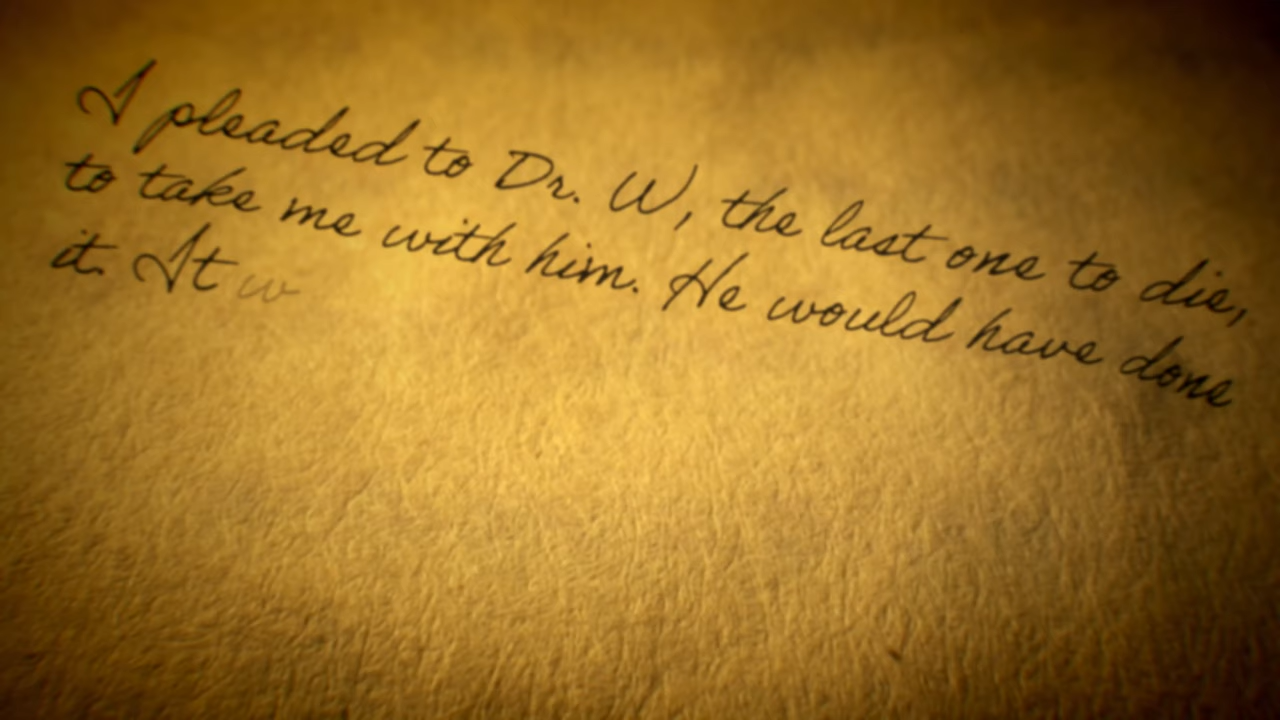 I pleaded to Dr. W, the last one to die,
to take me with him. He would have done
it. It w